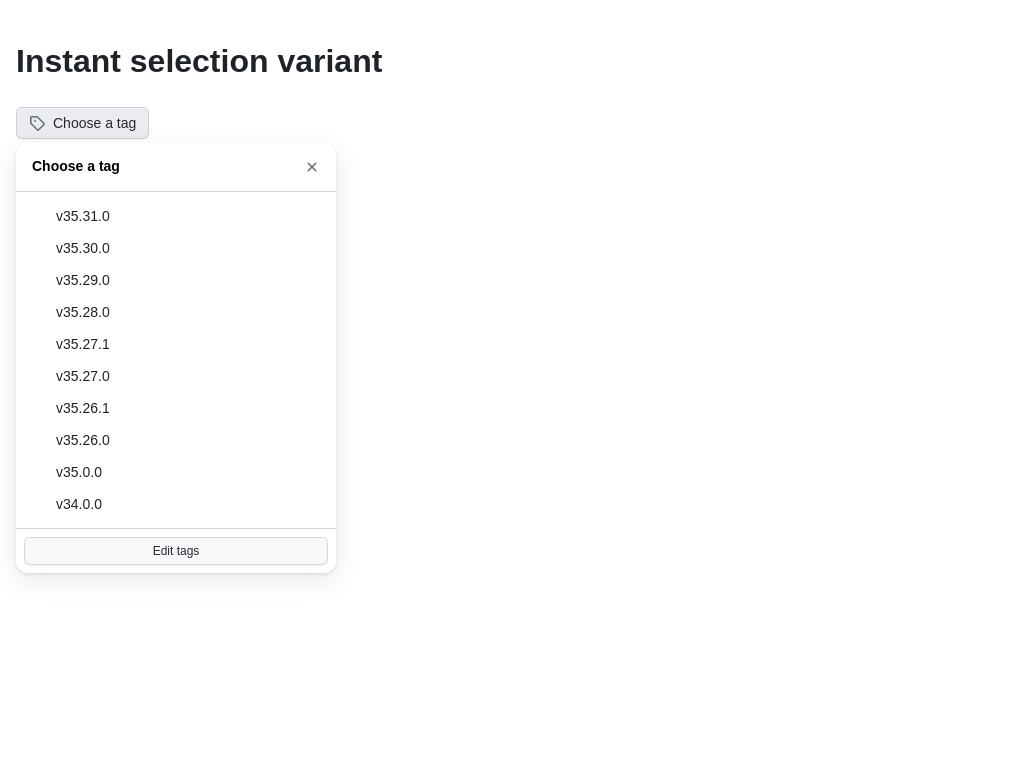 Instant selection variant
Choose a tag
Choose a tag
v35.31.0
v35.30.0
v35.29.0
v35.28.0
v35.27.1
v35.27.0
v35.26.1
v35.26.0
v35.0.0
v34.0.0
Edit tags